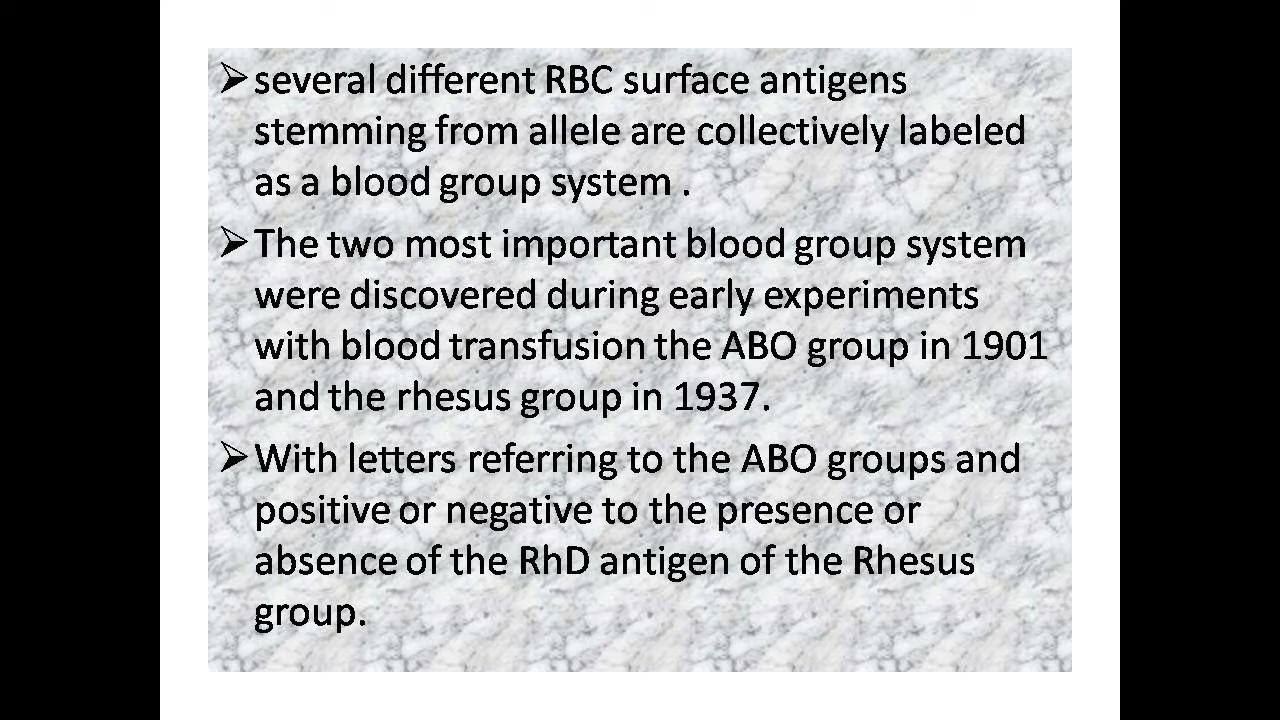 ➢several different RBC surface antigens
stemming from allele are collectively labeled
as a blood group system .
➢The two most important blood group system
were discovered during early experiments
with blood transfusion the ABO group in 1901
and the rhesus group in 1937.
➢With letters referring to the ABO groups and
positive or negative to the presence or
absence of the RhD antigen of the Rhesus
group.